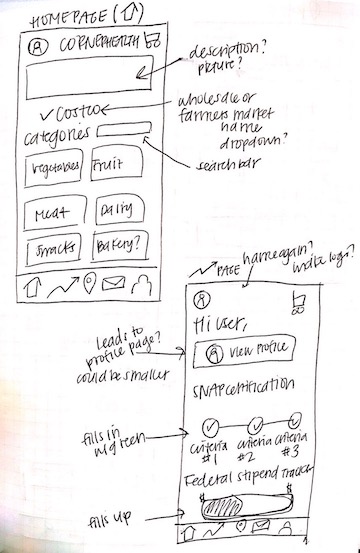 HOMEPAGE (⇧)
CORNERHEALTH
description?
picture?
✓ Costco
wholesale or
farmers market
name
dropdown?
categories
search bar
vegetables
Fruit
Meat
Dairy
Snacks
Bakery?
PAGE
name again?
write logo?
Hi User,
leads to
profile page?
could be smaller
View Profile
SNAP certification
fills in
w/green
criteria
#1
criteria
#2
criteria
#3
Federal stipend Tracker
$
$
fills up